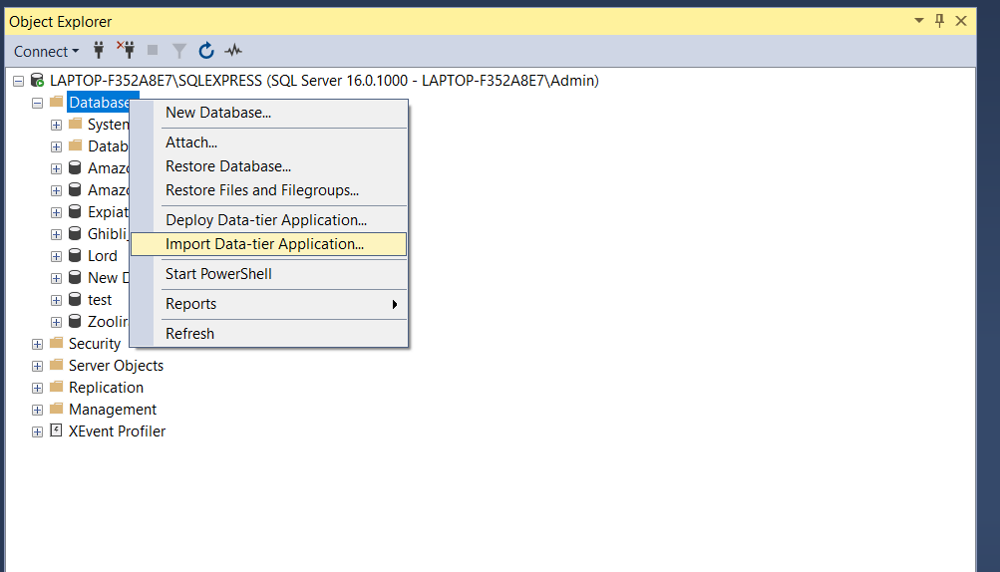 Object Explorer
Connect
LAPTOP-F352A8E7\SQLEXPRESS (SQL Server 16.0.1000 - LAPTOP-F352A8E7\Admin)
Database
System
Datab
Amazo
Amazo
Expiat
Ghibli_
Lord
New D
test
Zoolir
Security
Server Objects
Replication
Management
XEvent Profiler
New Database...
Attach...
Restore Database...
Restore Files and Filegroups...
Deploy Data-tier Application...
Import Data-tier Application...
Start PowerShell
Reports
Refresh